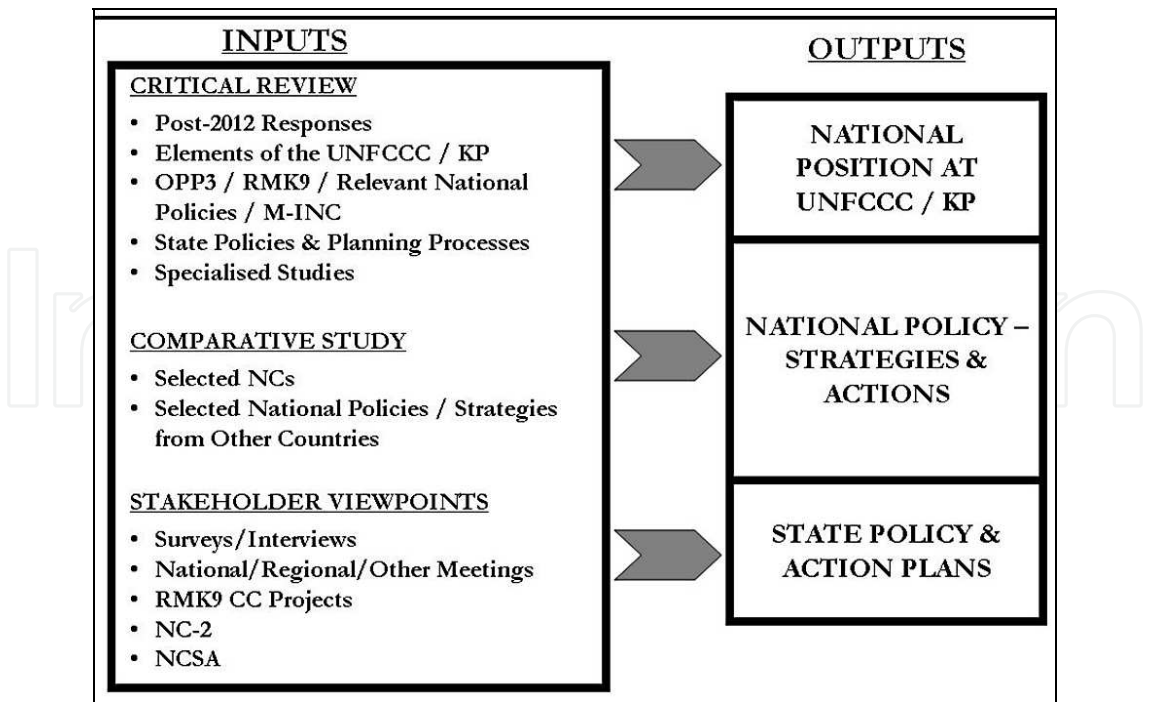 INPUTS
CRITICAL REVIEW
• Post-2012 Responses
• Elements of the UNFCCC / KP
• OPP3 / RMK9 / Relevant National
Policies / M-INC
• State Policies & Planning Processes
• Specialised Studies
COMPARATIVE STUDY
• Selected NCs
• Selected National Policies / Strategies
from Other Countries
STAKEHOLDER VIEWPOINTS
• Surveys/Interviews
• National/Regional/Other Meetings
• RMK9 CC Projects
• NC-2
• NCSA
OUTPUTS
NATIONAL
POSITION AT
UNFCCC / KP
NATIONAL POLICY –
STRATEGIES &
ACTIONS
STATE POLICY &
ACTION PLANS